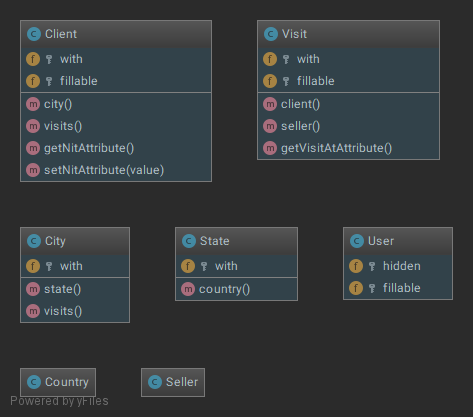 Client
with
fillable
city()
visits()
getNitAttribute()
setNitAttribute(value)
Visit
with
fillable
client()
seller()
getVisitAtAttribute()
City
with
state()
visits()
State
with
country()
User
hidden
fillable
Country
Seller
Powered by yFiles